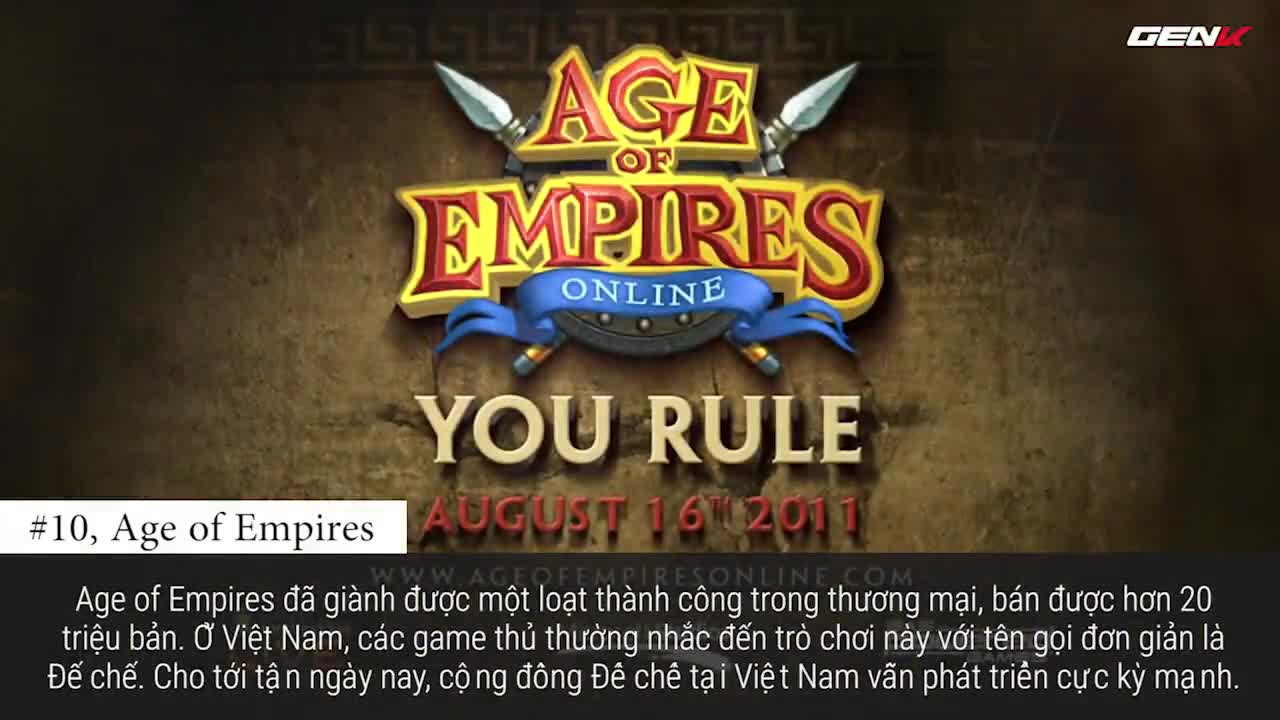 GENK
AGE
OF
EMPIRES
ONLINE
YOU RULE
AUGUST 16TH 2011
#10, Age of Empires
WWW.AGEOFEMPIRESONLINE.COM
Age of Empires đã giành được một loạt thành công trong thương mại, bán được hơn 20
triệu bản. Ở Việt Nam, các game thủ thường nhắc đến trò chơi này với tên gọi đơn giản là
Đế chế. Cho tới tận ngày nay, cộng đồng Đế chế tại Việt Nam vẫn phát triển cực kỳ mạnh.